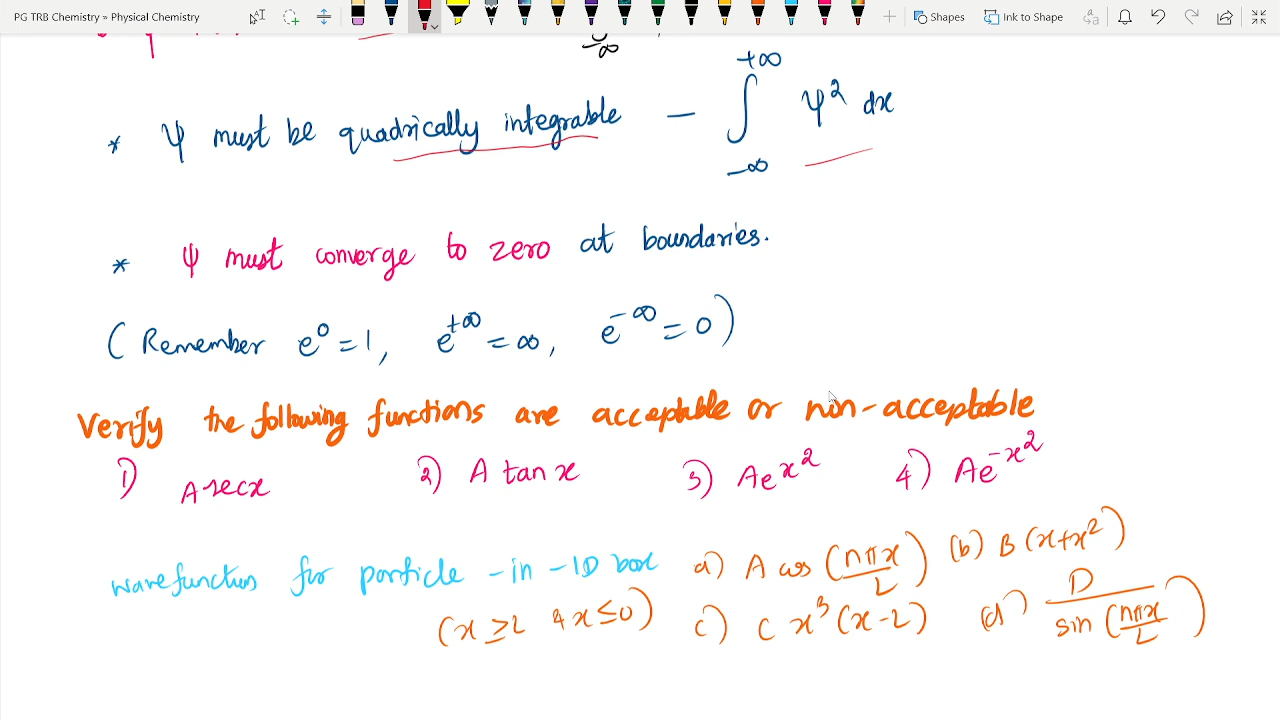 PG TRB Chemistry » Physical Chemistry
Shapes Ink to Shape
-∞
* ψ must be quadrically integrable - ∫ +∞ -∞ ψ² dx
* ψ must converge to zero at boundaries.
(Remember e⁰ = 1, e^+∞ = ∞, e^-∞ = 0)
Verify the following functions are acceptable or non-acceptable
1) A secx 2) A tan x 3) Ae^x² 4) Ae^-x²
wavefunction for particle -in -1D box a) A cos (nπx/L) (b) B (x+x²)
(x ≥ L & x ≤ 0) c) C x³ (x-L) (d) D / sin (nπx/L)